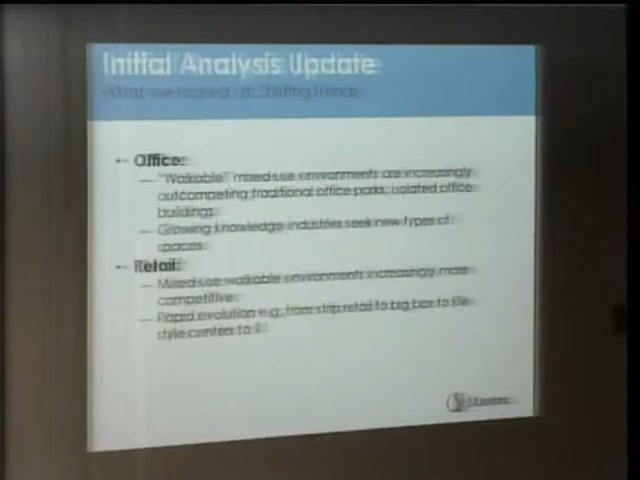 Initial Analysis Update
What we looked at: Shifting trends
Office:
"Walkable" mixed-use environments are increasingly
outcompeting traditional office parks, isolated office
buildings
Growing knowledge industries seek new types of
spaces
Retail:
Mixed-use walkable environments increasingly more
competitive.
Rapid evolution e.g., from strip retail to big box to life
style centers to
Stantec